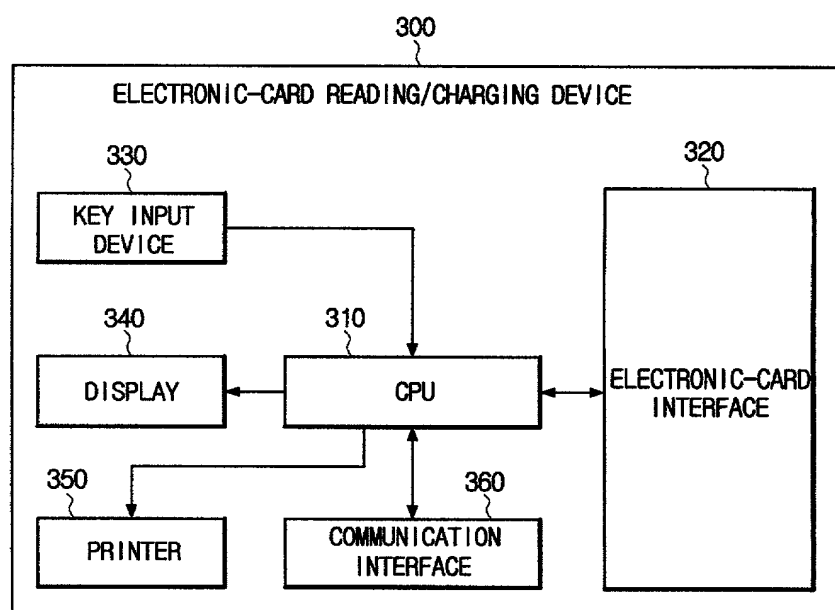 300
ELECTRONIC-CARD READING/CHARGING DEVICE
330
KEY INPUT
DEVICE
320
340
DISPLAY
310
CPU
ELECTRONIC-CARD
INTERFACE
350
PRINTER
360
COMMUNICATION
INTERFACE